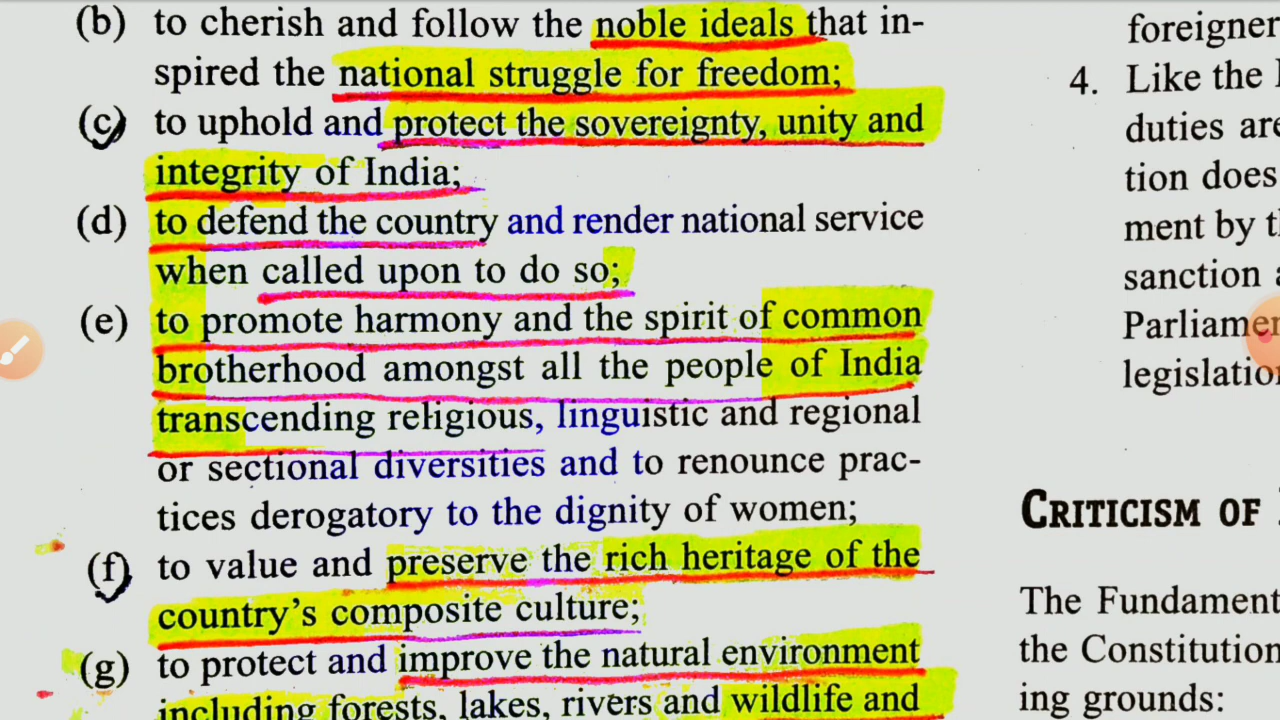 (b) to cherish and follow the noble ideals that in-
spired the national struggle for freedom;
(c) to uphold and protect the sovereignty, unity and
integrity of India;
(d) to defend the country and render national service
when called upon to do so;
(e) to promote harmony and the spirit of common
brotherhood amongst all the people of India
transcending religious, linguistic and regional
or sectional diversities and to renounce prac-
tices derogatory to the dignity of women;
(f) to value and preserve the rich heritage of the
country's composite culture;
(g) to protect and improve the natural environment
including forests, lakes, rivers and wildlife and
foreigner
4. Like the
duties are
tion does
ment by
sanction
Parliamen
legislation
CRITICISM OF
The Fundament
the Constitution
ing grounds: